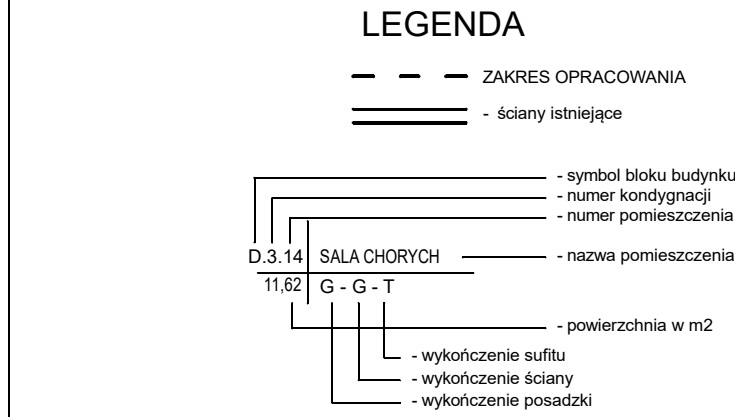 LEGENDA
ZAKRES OPRACOWANIA
- ściany istniejące
- symbol bloku budynku
- numer kondygnacji
- numer pomieszczenia
D.3.14 SALA CHORYCH - nazwa pomieszczenia
11,62 G - G - T
- powierzchnia w m2
- wykończenie sufitu
- wykończenie ściany
- wykończenie posadzki